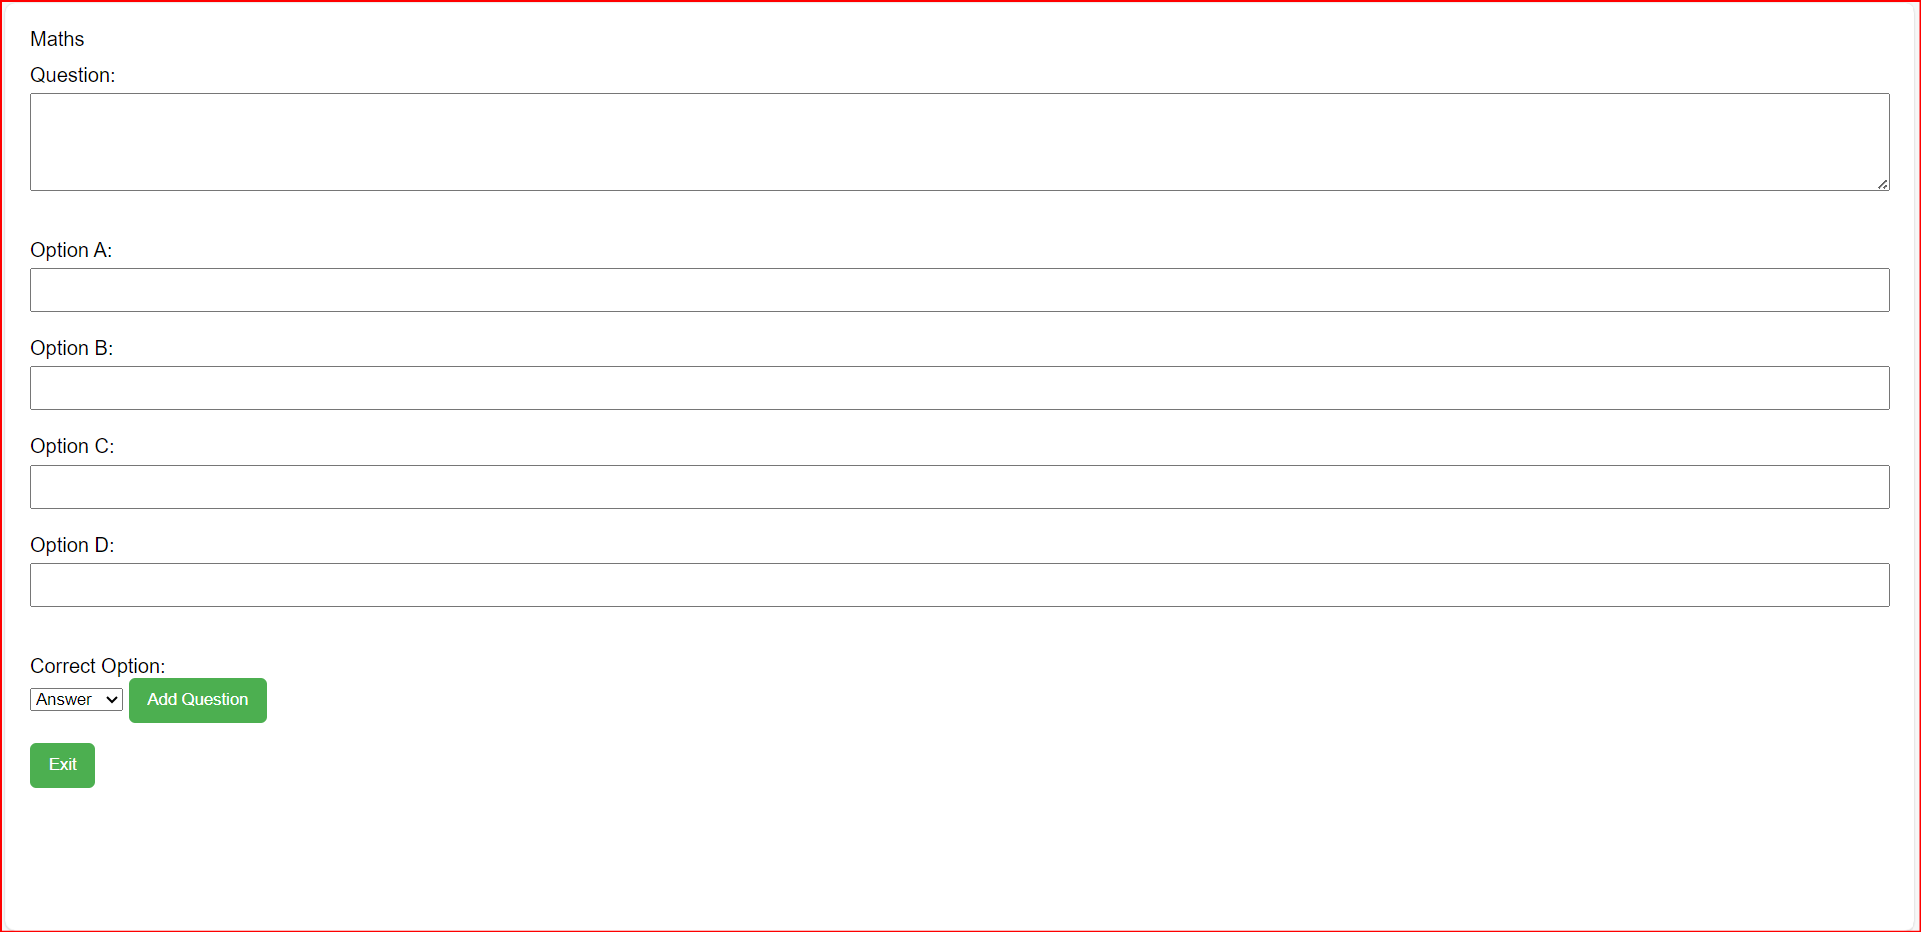 Maths
Question:
Option A:
Option B:
Option C:
Option D:
Correct Option:
Answer Add Question
Exit